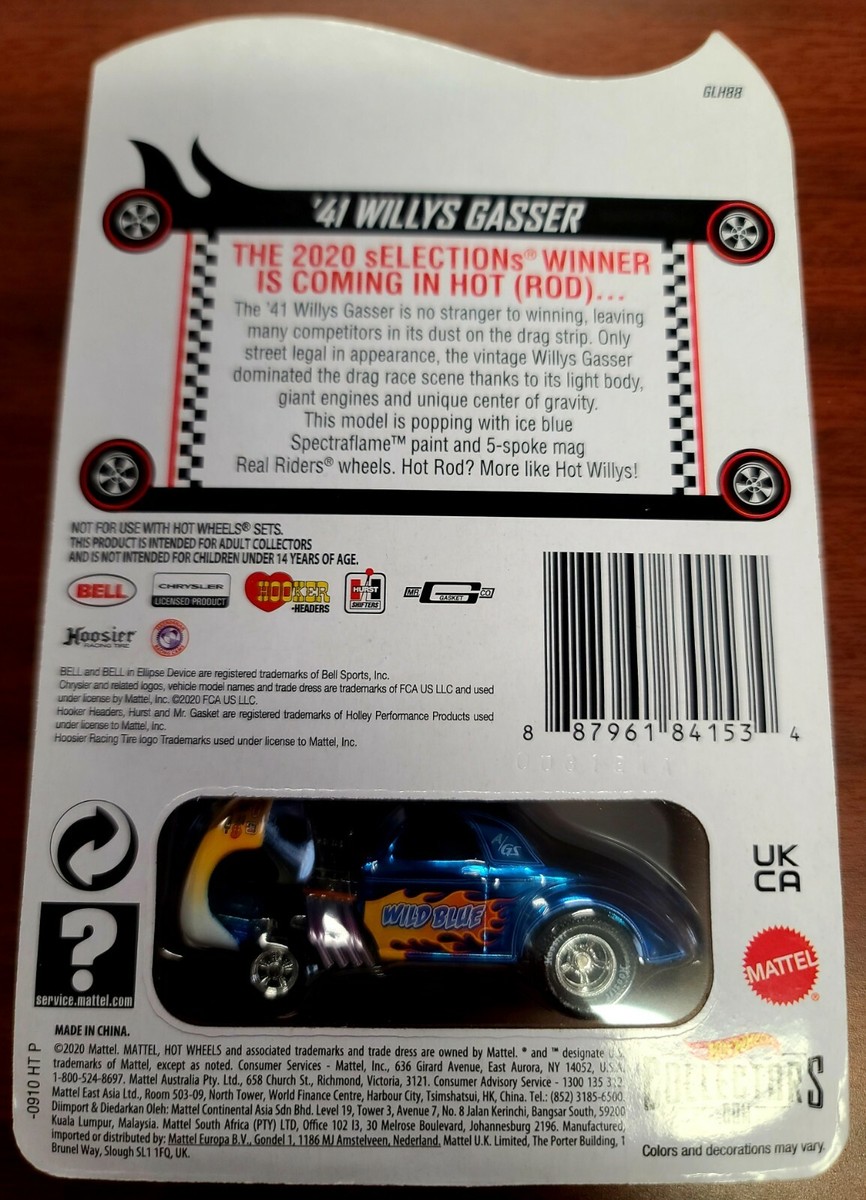 GLH88
'41 WILLYS GASSER
THE 2020 sELECTIONs® WINNER
IS COMING IN HOT (ROD)...
The '41 Willys Gasser is no stranger to winning, leaving
many competitors in its dust on the drag strip. Only
street legal in appearance, the vintage Willys Gasser
dominated the drag race scene thanks to its light body,
giant engines and unique center of gravity.
This model is popping with ice blue
Spectraflame™ paint and 5-spoke mag
Real Riders® wheels. Hot Rod? More like Hot Willys!
NOT FOR USE WITH HOT WHEELS® SETS.
THIS PRODUCT IS INTENDED FOR ADULT COLLECTORS
AND IS NOT INTENDED FOR CHILDREN UNDER 14 YEARS OF AGE.
BELL
CHRYSLER
LICENSED PRODUCT
HOOKER
-HEADERS
HURST
SHIFTERS
MR. GASKET CO
Hoosier
RACING TIRE
BELL and BELL in Ellipse Device are registered trademarks of Bell Sports, Inc.
Chrysler and related logos, vehicle model names and trade dress are trademarks of FCA US LLC and used
under license by Mattel, Inc. ©2020 FCA US LLC.
Hooker Headers, Hurst and Mr. Gasket are registered trademarks of Holley Performance Products used
under license to Mattel, Inc.
Hoosier Racing Tire logo Trademarks used under license to Mattel, Inc.
8 87961 84153 4
A/GS
WILD BLUE
UK
CA
?
service.mattel.com
MATTEL®
MADE IN CHINA.
©2020 Mattel. MATTEL, HOT WHEELS and associated trademarks and trade dress are owned by Mattel. ® and ™ designate U.S.
trademarks of Mattel, except as noted. Consumer Services - Mattel, Inc., 636 Girard Avenue, East Aurora, NY 14052, U.S.A.
1-800-524-8697. Mattel Australia Pty. Ltd., 658 Church St., Richmond, Victoria, 3121. Consumer Advisory Service - 1300 135 312.
Mattel East Asia Ltd., Room 503-09, North Tower, World Finance Centre, Harbour City, Tsimshatsui, HK, China. Tel.: (852) 3185-6500.
Diimport & Diedarkan Oleh: Mattel Continental Asia Sdn Bhd. Level 19, Tower 3, Avenue 7, No. 8 Jalan Kerinchi, Bangsar South, 59200
Kuala Lumpur, Malaysia. Mattel South Africa (PTY) LTD, Office 102 I3, 30 Melrose Boulevard, Johannesburg 2196. Manufactured,
imported or distributed by: Mattel Europa B.V., Gondel 1, 1186 MJ Amstelveen, Nederland. Mattel U.K. Limited, The Porter Building, 1
Brunel Way, Slough SL1 1FQ, UK.
-0910 HT P
HOT WHEELS
COLLECTORS
.COM
Colors and decorations may vary.